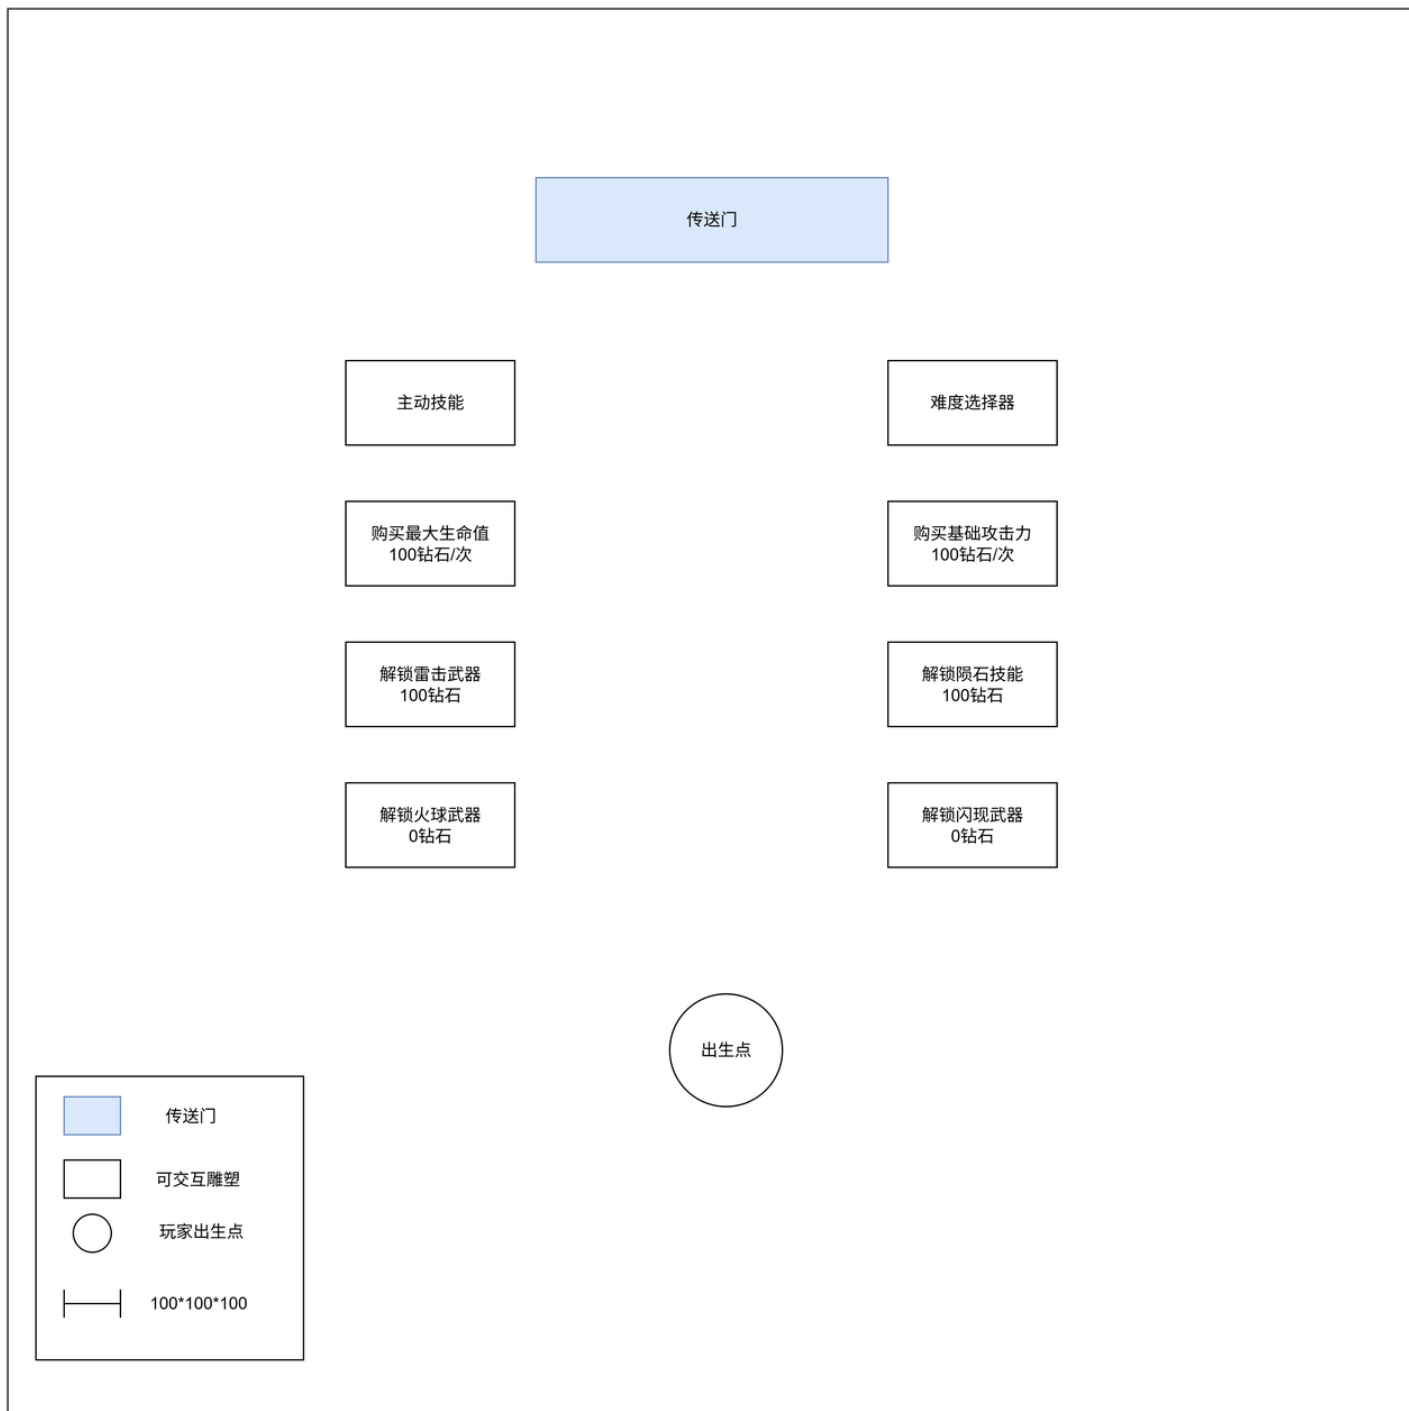 传送门
主动技能
难度选择器
购买最大生命值
100钻石/次
购买基础攻击力
100钻石/次
解锁雷击武器
100钻石
解锁陨石技能
100钻石
解锁火球武器
0钻石
解锁闪现武器
0钻石
出生点
传送门
可交互雕塑
玩家出生点
100*100*100